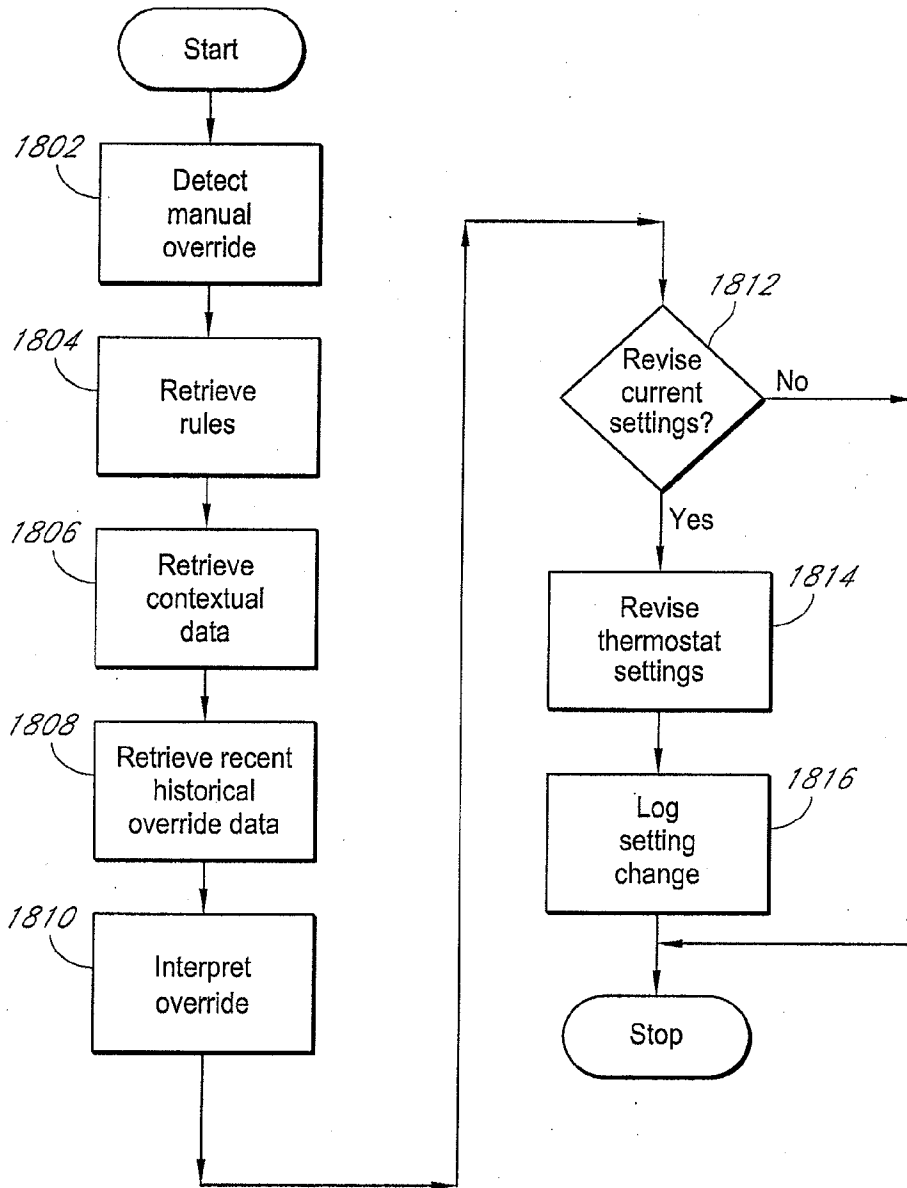 Start
1802
Detect
manual
override
1804
Retrieve
rules
1806
Retrieve
contextual
data
1808
Retrieve recent
historical
override data
1810
Interpret
override
1812
Revise
current
settings?
No
Yes
1814
Revise
thermostat
settings
1816
Log
setting
change
Stop